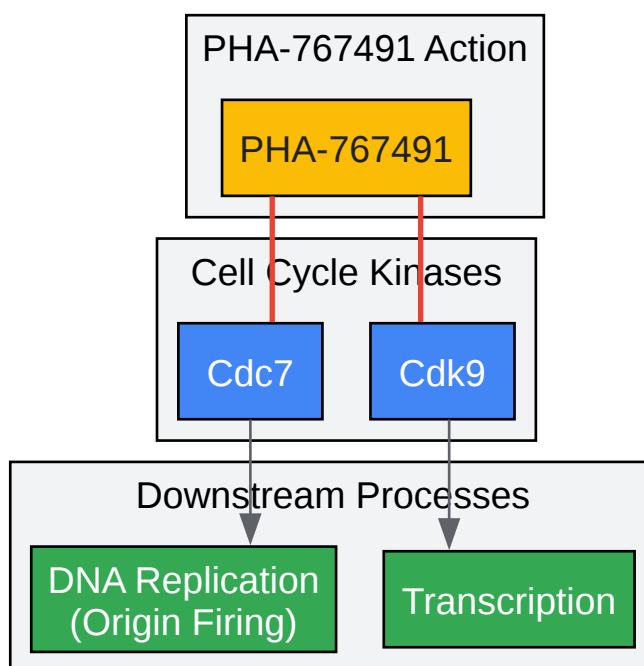 PHA-767491 Action
PHA-767491
Cell Cycle Kinases
Cdc7
Cdk9
Downstream Processes
DNA Replication
(Origin Firing)
Transcription